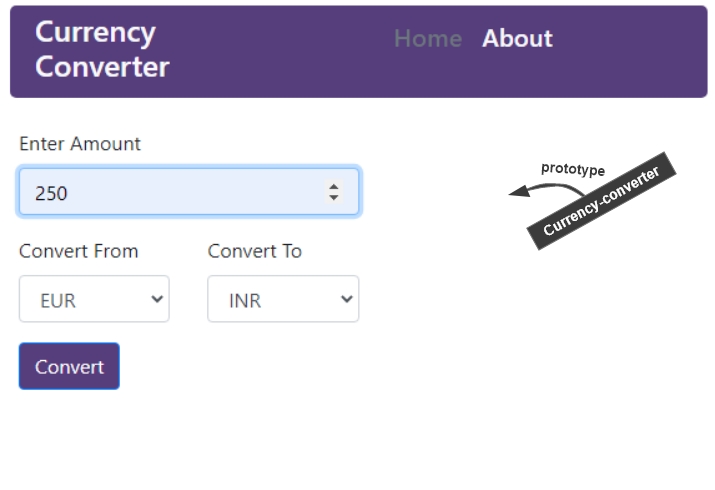 Currency
Converter
Home About
Enter Amount
250
Convert From Convert To
EUR INR
Convert
prototype
Currency-converter